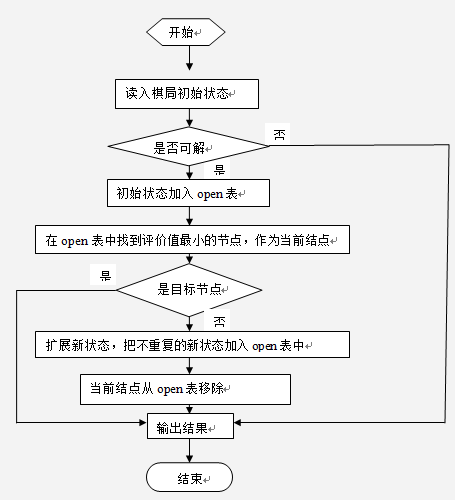 开始
读入棋局初始状态
否
是否可解
是
初始状态加入 open 表
在 open 表中找到评价值最小的节点，作为当前结点
是
是目标节点
否
扩展新状态，把不重复的新状态加入 open 表中
当前结点从 open 表移除
输出结果
结束